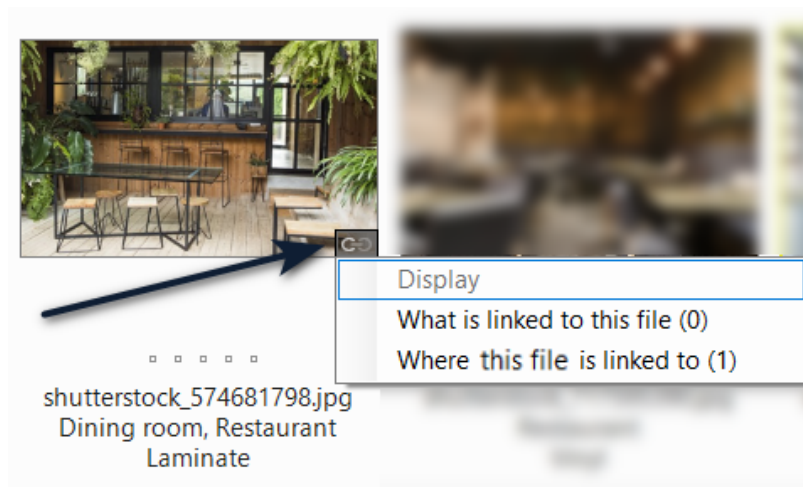 Display
What is linked to this file (0)
Where this file is linked to (1)
shutterstock_574681798.jpg
Dining room, Restaurant
Laminate